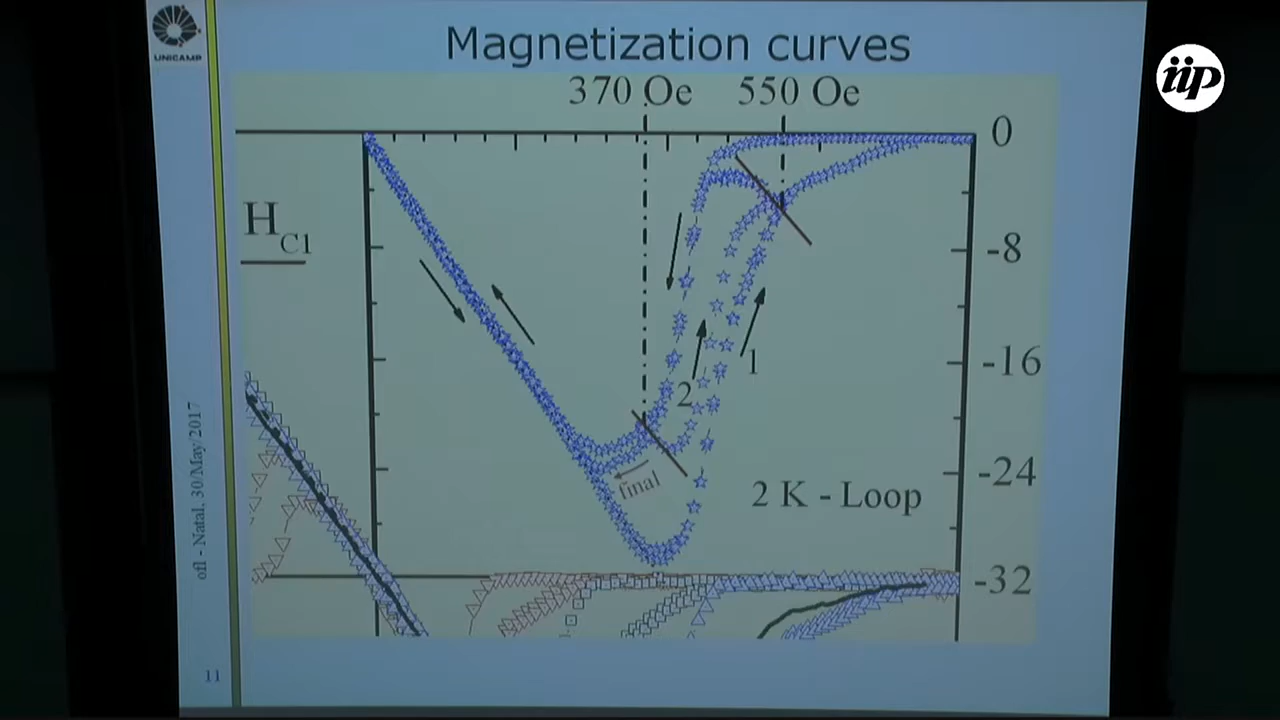 UNICAMP
Magnetization curves
iip
370 Oe 550 Oe
0
H C1
-8
-16
1
2
final
-24
2 K - Loop
-32
ofl - Natal, 30/May/2017
11